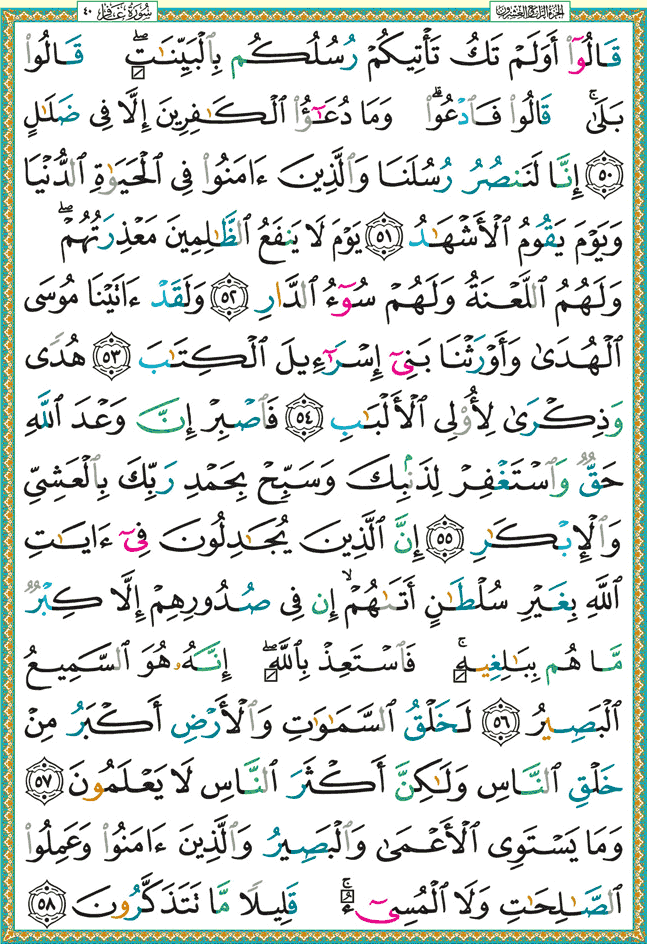 الجزء الرابع والعشرون سورة غافر ٤٠
قَالُوٓا۟ أَوَلَمْ تَكُ تَأْتِيكُمْ رُسُلُكُم بِٱلْبَيِّنَـٰتِ ۖ قَالُوا۟
بَلَىٰ ۚ قَالُوا۟ فَٱدْعُوا۟ ۗ وَمَا دُعَـٰٓؤُا۟ ٱلْكَـٰفِرِينَ إِلَّا فِى ضَلَـٰلٍ
٥٠ إِنَّا لَنَنصُرُ رُسُلَنَا وَٱلَّذِينَ ءَامَنُوا۟ فِى ٱلْحَيَوٰةِ ٱلدُّنْيَا
وَيَوْمَ يَقُومُ ٱلْأَشْهَـٰدُ ٥١ يَوْمَ لَا يَنفَعُ ٱلظَّـٰلِمِينَ مَعْذِرَتُهُمْ ۖ
وَلَهُمُ ٱللَّعْنَةُ وَلَهُمْ سُوٓءُ ٱلدَّارِ ٥٢ وَلَقَدْ ءَاتَيْنَا مُوسَى
ٱلْهُدَىٰ وَأَوْرَثْنَا بَنِىٓ إِسْرَٰٓءِيلَ ٱلْكِتَـٰبَ ٥٣ هُدًى
وَذِكْرَىٰ لِأُو۟لِى ٱلْأَلْبَـٰبِ ٥٤ فَٱصْبِرْ إِنَّ وَعْدَ ٱللَّهِ
حَقٌّ وَٱسْتَغْفِرْ لِذَنۢبِكَ وَسَبِّحْ بِحَمْدِ رَبِّكَ بِٱلْعَشِىِّ
وَٱلْإِبْكَـٰرِ ٥٥ إِنَّ ٱلَّذِينَ يُجَـٰدِلُونَ فِىٓ ءَايَـٰتِ
ٱللَّهِ بِغَيْرِ سُلْطَـٰنٍ أَتَىٰهُمْ ۙ إِن فِى صُدُورِهِمْ إِلَّا كِبْرٌ
مَّا هُم بِبَـٰلِغِيهِ ۚ فَٱسْتَعِذْ بِٱللَّهِ ۖ إِنَّهُۥ هُوَ ٱلسَّمِيعُ
ٱلْبَصِيرُ ٥٦ لَخَلْقُ ٱلسَّمَـٰوَٰتِ وَٱلْأَرْضِ أَكْبَرُ مِنْ
خَلْقِ ٱلنَّاسِ وَلَـٰكِنَّ أَكْثَرَ ٱلنَّاسِ لَا يَعْلَمُونَ ٥٧
وَمَا يَسْتَوِى ٱلْأَعْمَىٰ وَٱلْبَصِيرُ وَٱلَّذِينَ ءَامَنُوا۟ وَعَمِلُوا۟
ٱلصَّـٰلِحَـٰتِ وَلَا ٱلْمُسِىٓءُ ۚ قَلِيلًا مَّا تَتَذَكَّرُونَ ٥٨